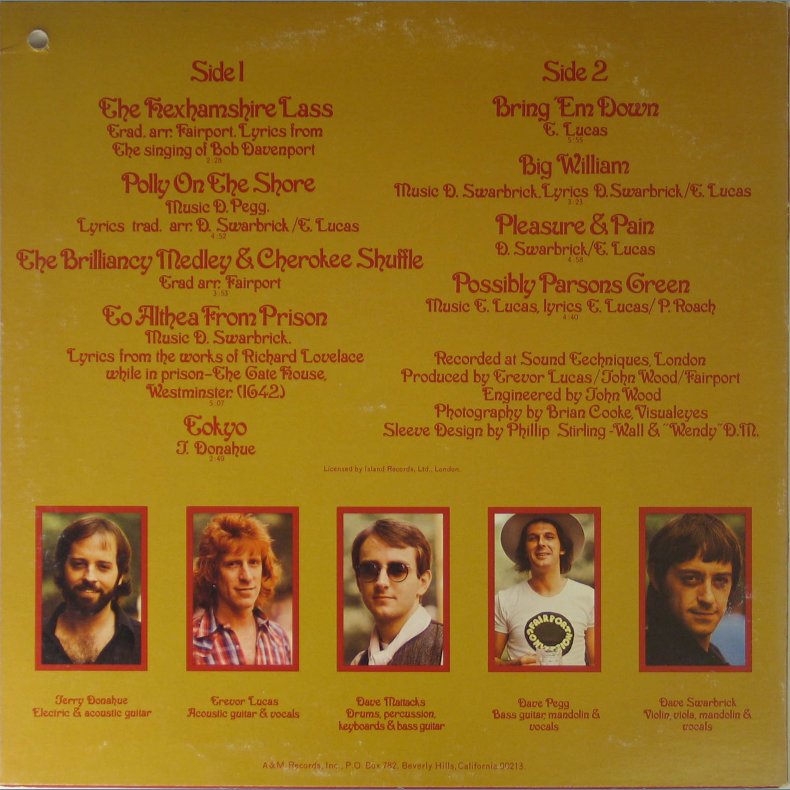 Side 1
The Hexhamshire Lass
Trad. arr. Fairport. Lyrics from
The singing of Bob Davenport
2:28
Polly On The Shore
Music D. Pegg.
Lyrics trad. arr. D. Swarbrick/T. Lucas
4:52
The Brilliancy Medley & Cherokee Shuffle
Trad arr. Fairport
3:53
To Althea From Prison
Music D. Swarbrick.
Lyrics from the works of Richard Lovelace
while in prison–The Gate House,
Westminster. (1642)
5:07
Tokyo
J. Donahue
2:40
Side 2
Bring 'Em Down
T. Lucas
5:55
Big William
Music D. Swarbrick, Lyrics D. Swarbrick/T. Lucas
3:23
Pleasure & Pain
D. Swarbrick/T. Lucas
4:58
Possibly Parsons Green
Music T. Lucas, lyrics T. Lucas/ P. Roach
4:40
Recorded at Sound Techniques, London
Produced by Trevor Lucas/John Wood/Fairport
Engineered by John Wood
Photography by Brian Cooke, Visualeyes
Sleeve Design by Phillip Stirling-Wall & "Wendy" D.M.
Licensed by Island Records, Ltd., London
FAIRPORT
Jerry Donahue
Electric & acoustic guitar
Trevor Lucas
Acoustic guitar & vocals
Dave Mattacks
Drums, percussion,
keyboards & bass guitar
Dave Pegg
Bass guitar, mandolin &
vocals
Dave Swarbrick
Violin, viola, mandolin &
vocals
A&M Records, Inc., P.O. Box 782, Beverly Hills, California 90213